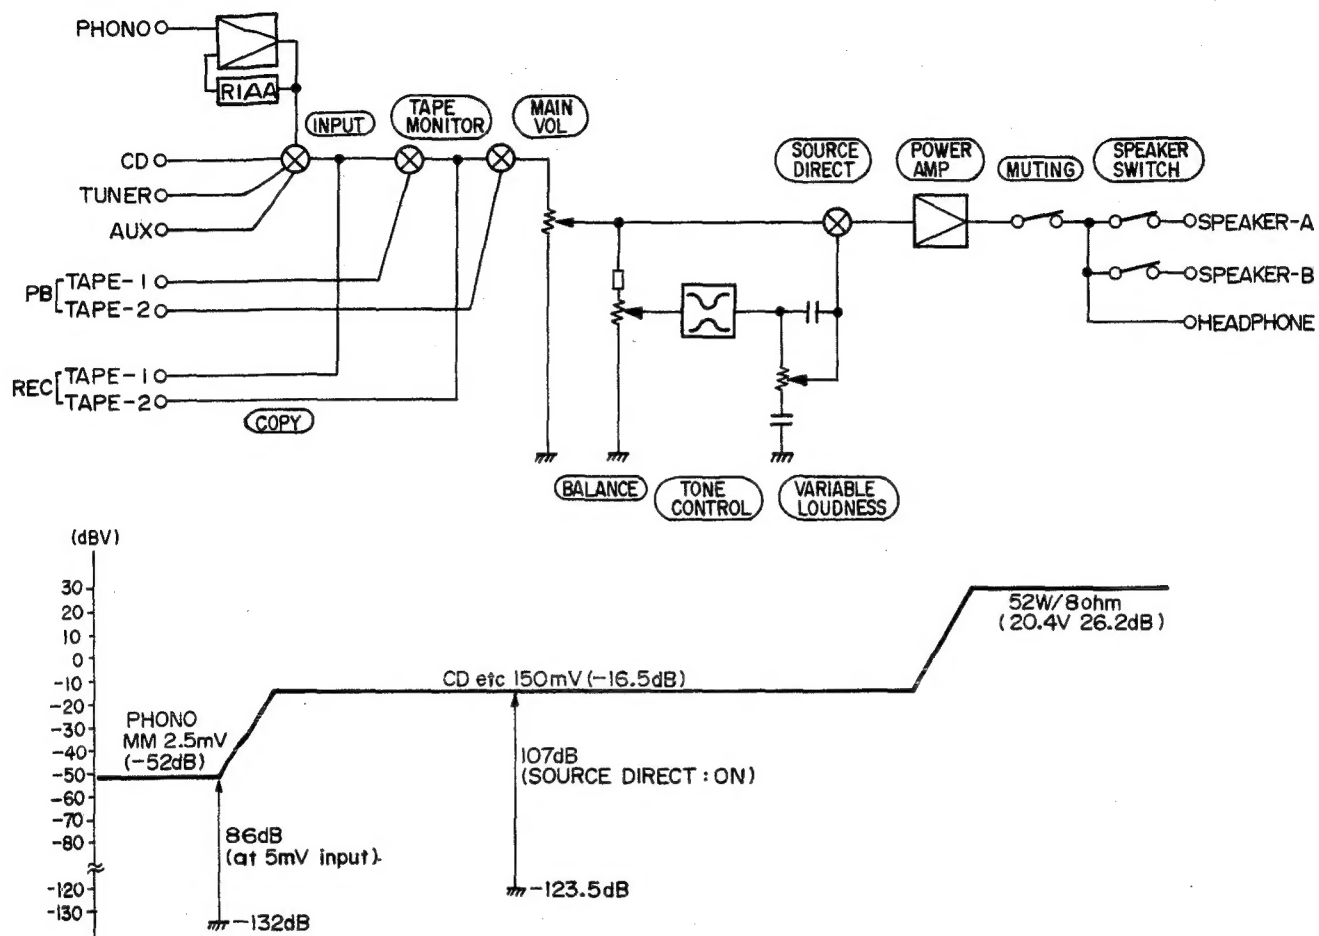 PHONO
RIAA
INPUT
TAPE
MONITOR
MAIN
VOL
CD
TUNER
AUX
SOURCE
DIRECT
POWER
AMP
MUTING
SPEAKER
SWITCH
SPEAKER-A
SPEAKER-B
HEADPHONE
PB
TAPE-1
TAPE-2
REC
TAPE-1
TAPE-2
COPY
BALANCE
TONE
CONTROL
VARIABLE
LOUDNESS
(dBV)
30
20
10
0
-10
-20
-30
-40
-50
-60
-70
-80
-120
-130
PHONO
MM 2.5mV
(-52dB)
CD etc 150mV (-16.5dB)
52W/8ohm
(20.4V 26.2dB)
107dB
(SOURCE DIRECT : ON)
86dB
(at 5mV input)
-123.5dB
-132dB